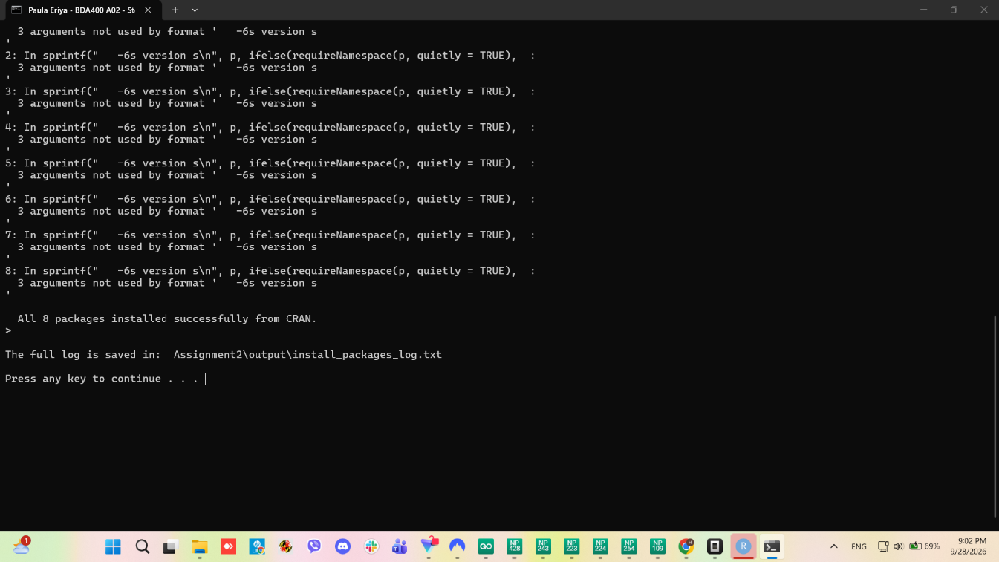 Paula Eriya - BDA400 A02 - St
3 arguments not used by format '   -6s version s
'
2: In sprintf("   -6s version s\n", p, ifelse(requireNamespace(p, quietly = TRUE),  :
  3 arguments not used by format '   -6s version s
'
3: In sprintf("   -6s version s\n", p, ifelse(requireNamespace(p, quietly = TRUE),  :
  3 arguments not used by format '   -6s version s
'
4: In sprintf("   -6s version s\n", p, ifelse(requireNamespace(p, quietly = TRUE),  :
  3 arguments not used by format '   -6s version s
'
5: In sprintf("   -6s version s\n", p, ifelse(requireNamespace(p, quietly = TRUE),  :
  3 arguments not used by format '   -6s version s
'
6: In sprintf("   -6s version s\n", p, ifelse(requireNamespace(p, quietly = TRUE),  :
  3 arguments not used by format '   -6s version s
'
7: In sprintf("   -6s version s\n", p, ifelse(requireNamespace(p, quietly = TRUE),  :
  3 arguments not used by format '   -6s version s
'
8: In sprintf("   -6s version s\n", p, ifelse(requireNamespace(p, quietly = TRUE),  :
  3 arguments not used by format '   -6s version s
'
  All 8 packages installed successfully from CRAN.
>
The full log is saved in:  Assignment2\output\install_packages_log.txt
Press any key to continue . . .
1
NP 428
NP 243
NP 223
NP 224
NP 264
NP 109
H
R
ENG
69%
9:02 PM
9/28/2026